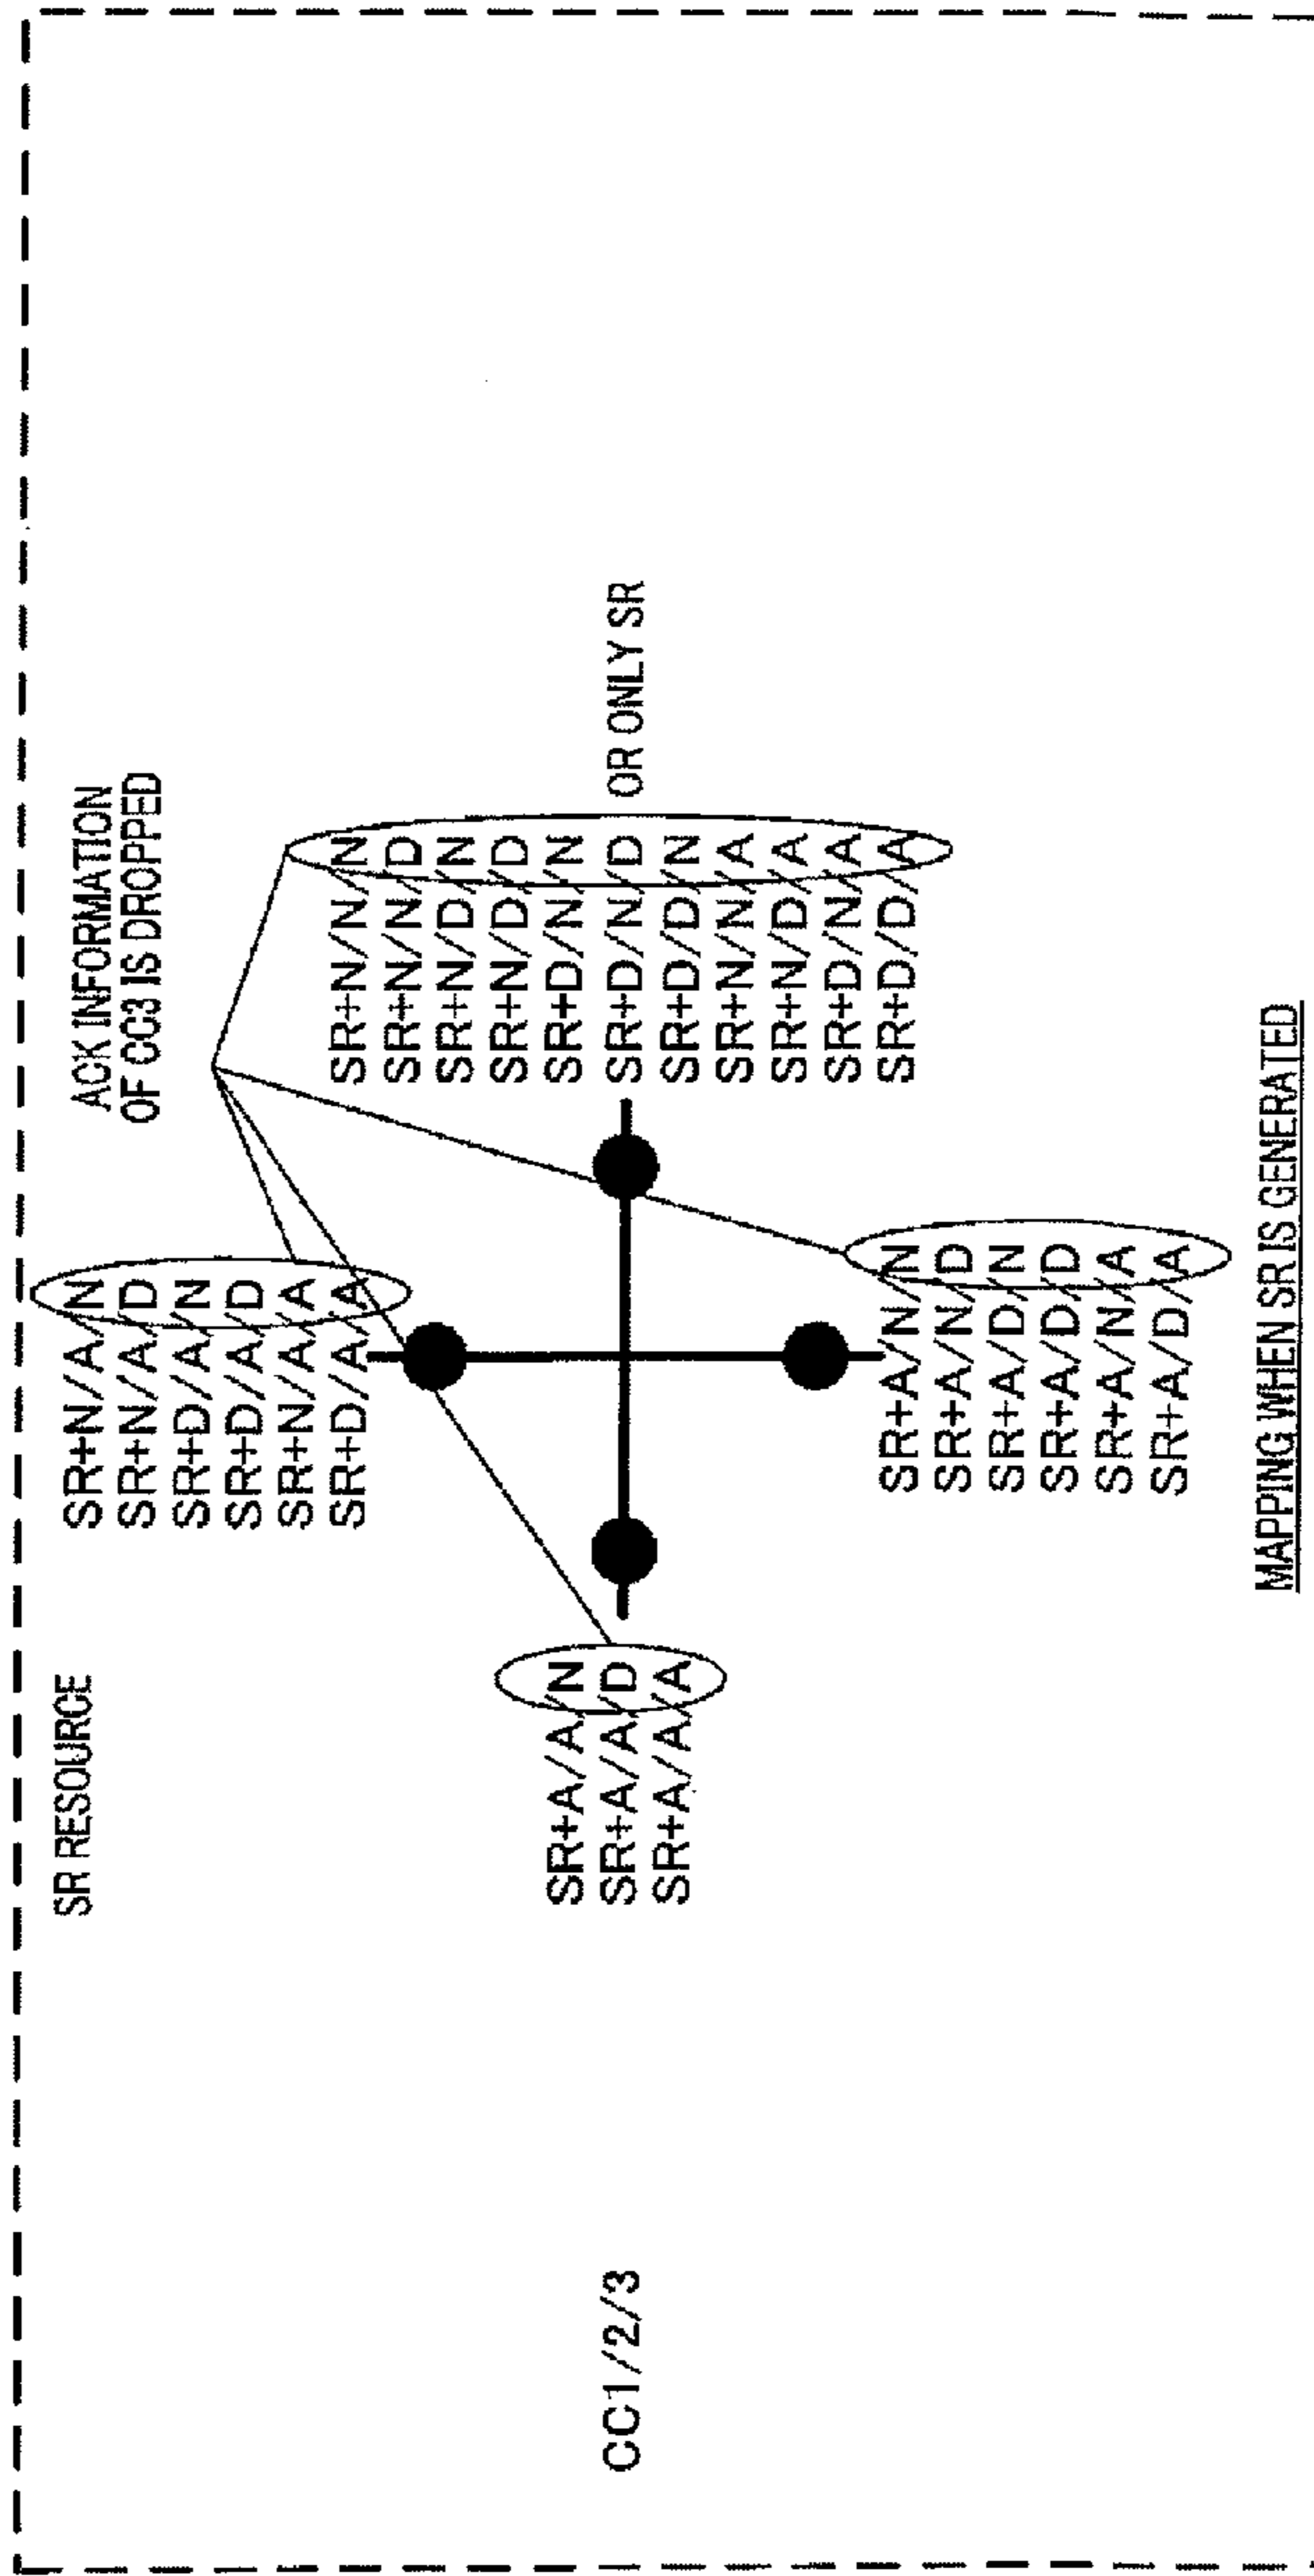 SR RESOURCE
ACK INFORMATION
OF CC3 IS DROPPED
SR+N/A/N
SR+N/A/D
SR+D/A/N
SR+D/A/D
SR+N/A/A
SR+D/A/A
CC1/2/3
SR+A/A/N
SR+A/A/D
SR+A/A/A
SR+N/N/N
SR+N/N/D
SR+N/D/N
SR+N/D/D
SR+D/N/N
SR+D/N/D OR ONLY SR
SR+D/D/N
SR+N/N/A
SR+N/D/A
SR+D/N/A
SR+D/D/A
SR+A/N/N
SR+A/N/D
SR+A/D/N
SR+A/D/D
SR+A/N/A
SR+A/D/A
MAPPING WHEN SR IS GENERATED